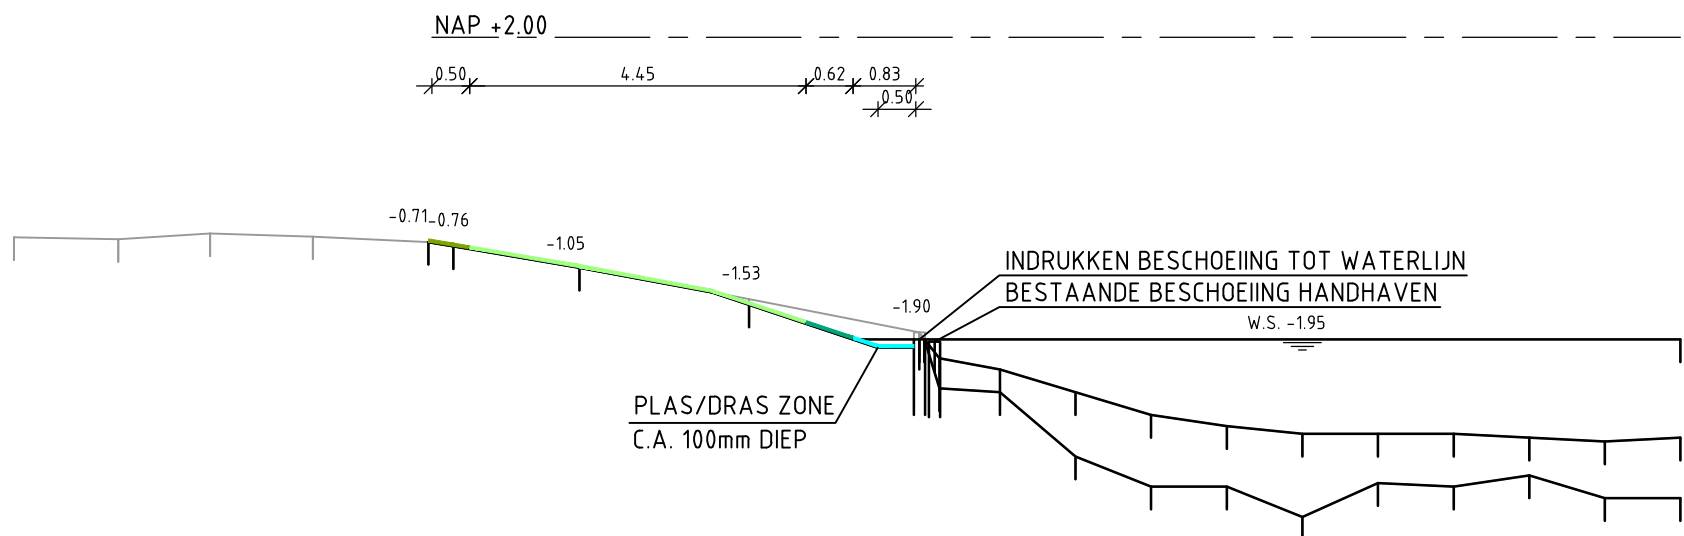 NAP +2.00
0.50
4.45
0.62
0.83
0.50
-0.71
-0.76
-1.05
-1.53
-1.90
INDRUKKEN BESCHOEIING TOT WATERLIJN
BESTAANDE BESCHOEIING HANDHAVEN
W.S. -1.95
PLAS/DRAS ZONE
C.A. 100mm DIEP